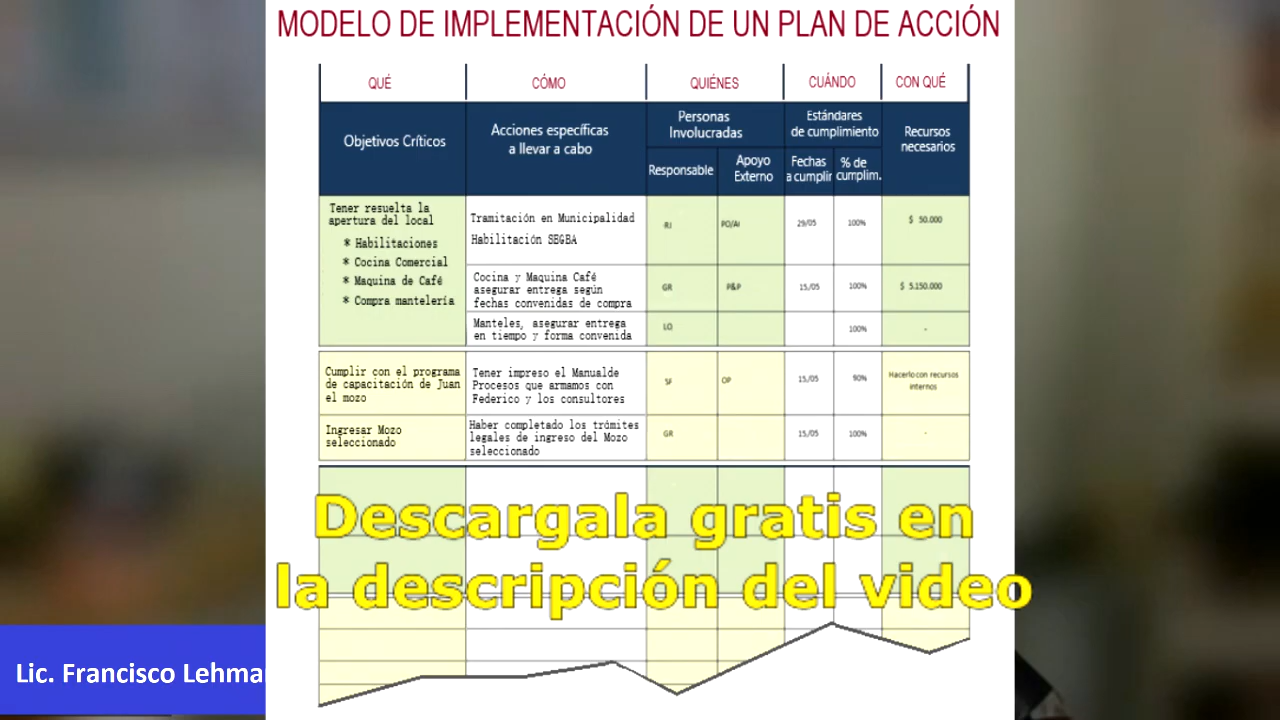 MODELO DE IMPLEMENTACIÓN DE UN PLAN DE ACCIÓN
QUÉ
CÓMO
QUIÉNES
CUÁNDO
CON QUÉ
Objetivos Críticos
Acciones específicas
a llevar a cabo
Personas
Involucradas
Estándares
de cumplimiento
Recursos
necesarios
Responsable
Apoyo
Externo
Fechas
a cumplir
% de
cumplim.
Tener resuelta la
apertura del local
* Habilitaciones
* Cocina Comercial
* Maquina de Café
* Compra mantelería
Tramitación en Municipalidad
Habilitación SEGBA
RJ
PO/AI
29/05
100%
$ 50.000
Cocina y Maquina Café
asegurar entrega según
fechas convenidas de compra
GR
P&P
15/05
100%
$ 5.150.000
Manteles, asegurar entrega
en tiempo y forma convenida
LO
100%
-
Cumplir con el programa
de capacitación de Juan
el mozo
Tener impreso el Manualde
Procesos que armamos con
Federico y los consultores
SF
OP
15/05
90%
Hacerlo con recursos
internos
Ingresar Mozo
seleccionado
Haber completado los trómites
legales de ingreso del Mozo
seleccionado
GR
15/05
100%
-
Descargala gratis en
la descripción del video
Lic. Francisco Lehma